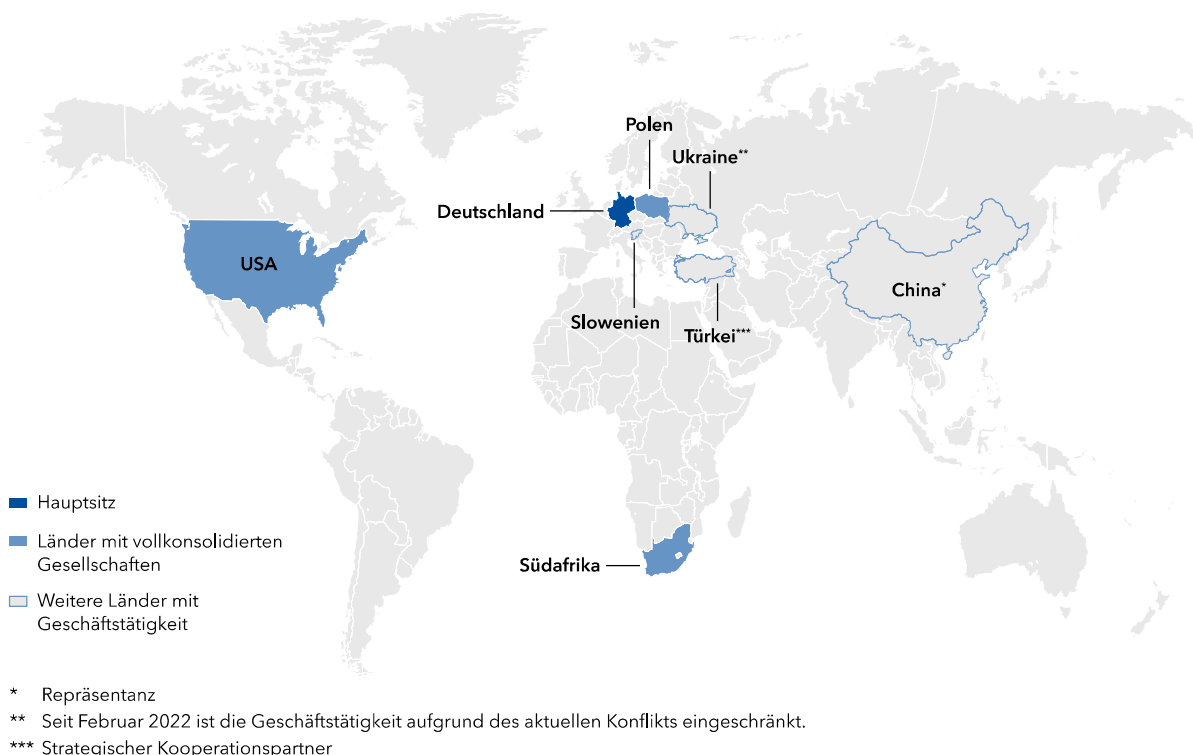 Polen
Ukraine**
Deutschland
USA
China*
Slowenien
Türkei***
Südafrika
Hauptsitz
Länder mit vollkonsolidierten
Gesellschaften
Weitere Länder mit
Geschäftstätigkeit
* Repräsentanz
** Seit Februar 2022 ist die Geschäftstätigkeit aufgrund des aktuellen Konflikts eingeschränkt.
*** Strategischer Kooperationspartner